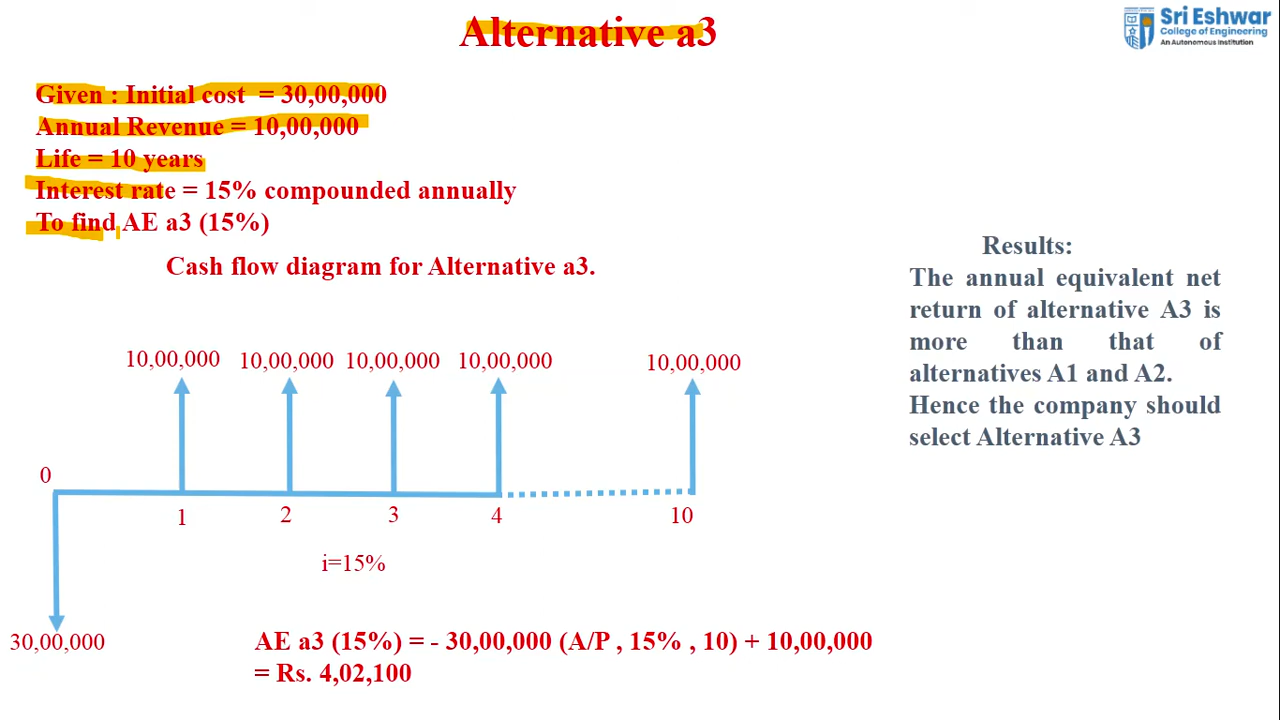 Alternative a3
Sri Eshwar
College of Engineering
An Autonomous Institution
Given : Initial cost = 30,00,000
Annual Revenue = 10,00,000
Life = 10 years
Interest rate = 15% compounded annually
To find AE a3 (15%)
Cash flow diagram for Alternative a3.
10,00,000 10,00,000 10,00,000 10,00,000 10,00,000
0
1 2 3 4 10
i=15%
30,00,000
AE a3 (15%) = - 30,00,000 (A/P , 15% , 10) + 10,00,000
= Rs. 4,02,100
Results:
The annual equivalent net
return of alternative A3 is
more than that of
alternatives A1 and A2.
Hence the company should
select Alternative A3